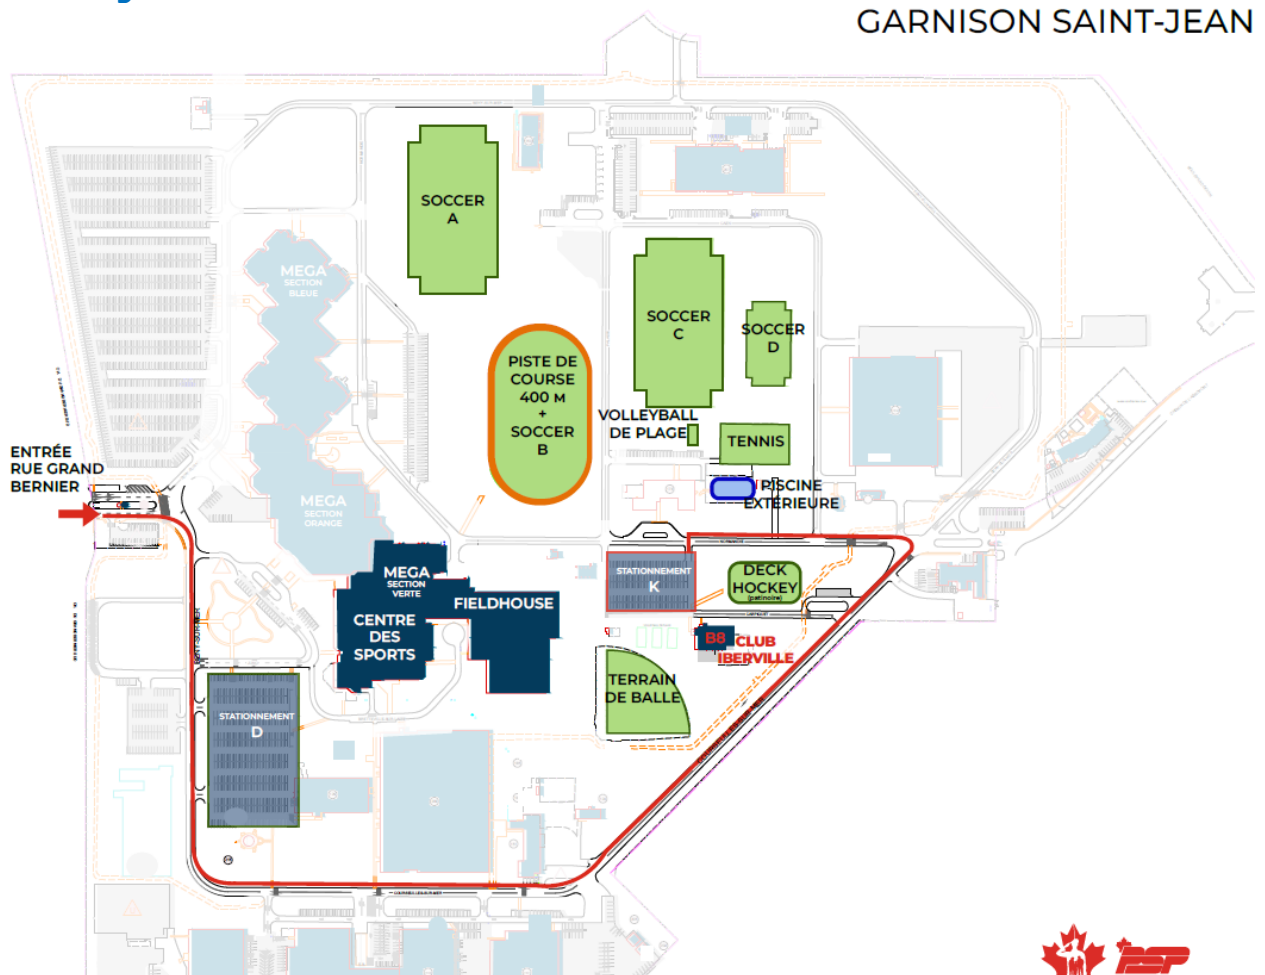 GARNISON SAINT-JEAN
SOCCER
A
MEGA
SECTION
BLEUE
SOCCER
C
SOCCER
D
PISTE DE
COURSE
400 M
+
SOCCER
B
VOLLEYBALL
DE PLAGE
TENNIS
ENTRÉE
RUE GRAND
BERNIER
PISCINE
EXTÉRIEURE
MEGA
SECTION
ORANGE
MEGA
SECTION
VERTE
FIELDHOUSE
CENTRE
DES
SPORTS
STATIONNEMENT
K
DECK
HOCKEY
(patinoire)
B8 CLUB
IBERVILLE
TERRAIN
DE BALLE
STATIONNEMENT
D
PSP